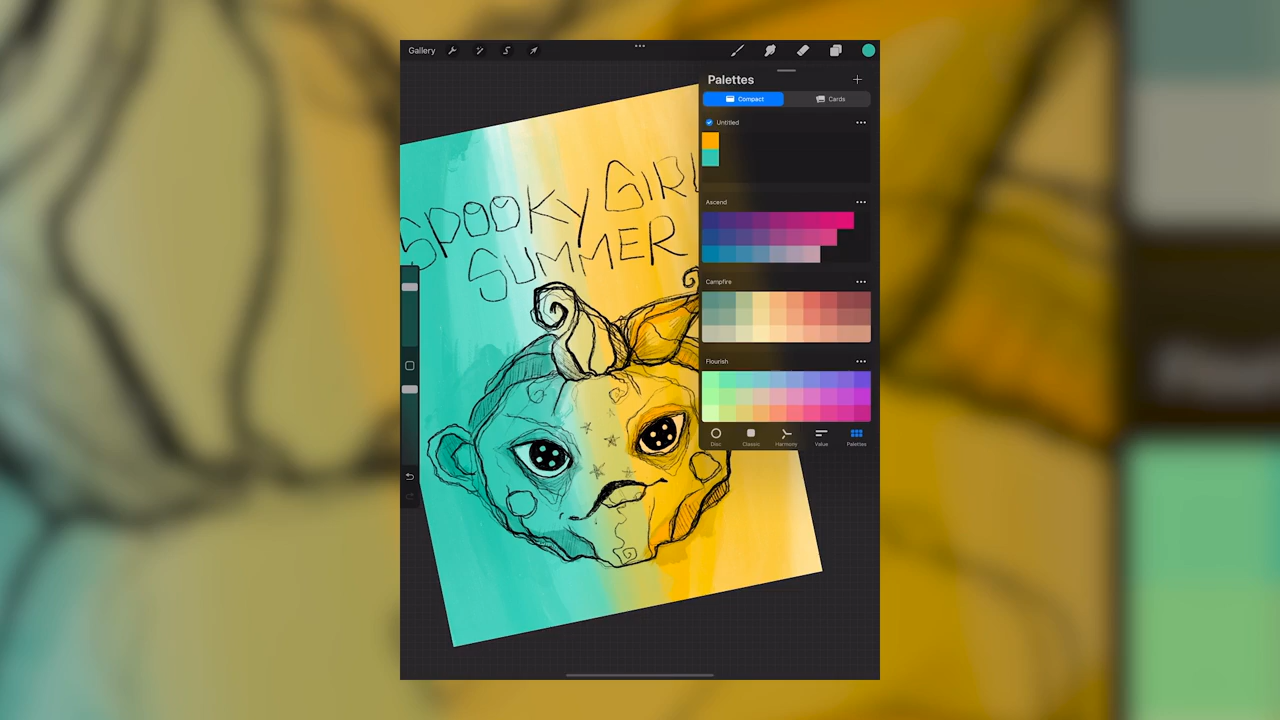 Gallery
Palettes
Compact
Cards
Untitled
Ascend
Campfire
Flourish
Disc
Classic
Harmony
Value
Palettes
SPOOKY GIRL
SUMMER